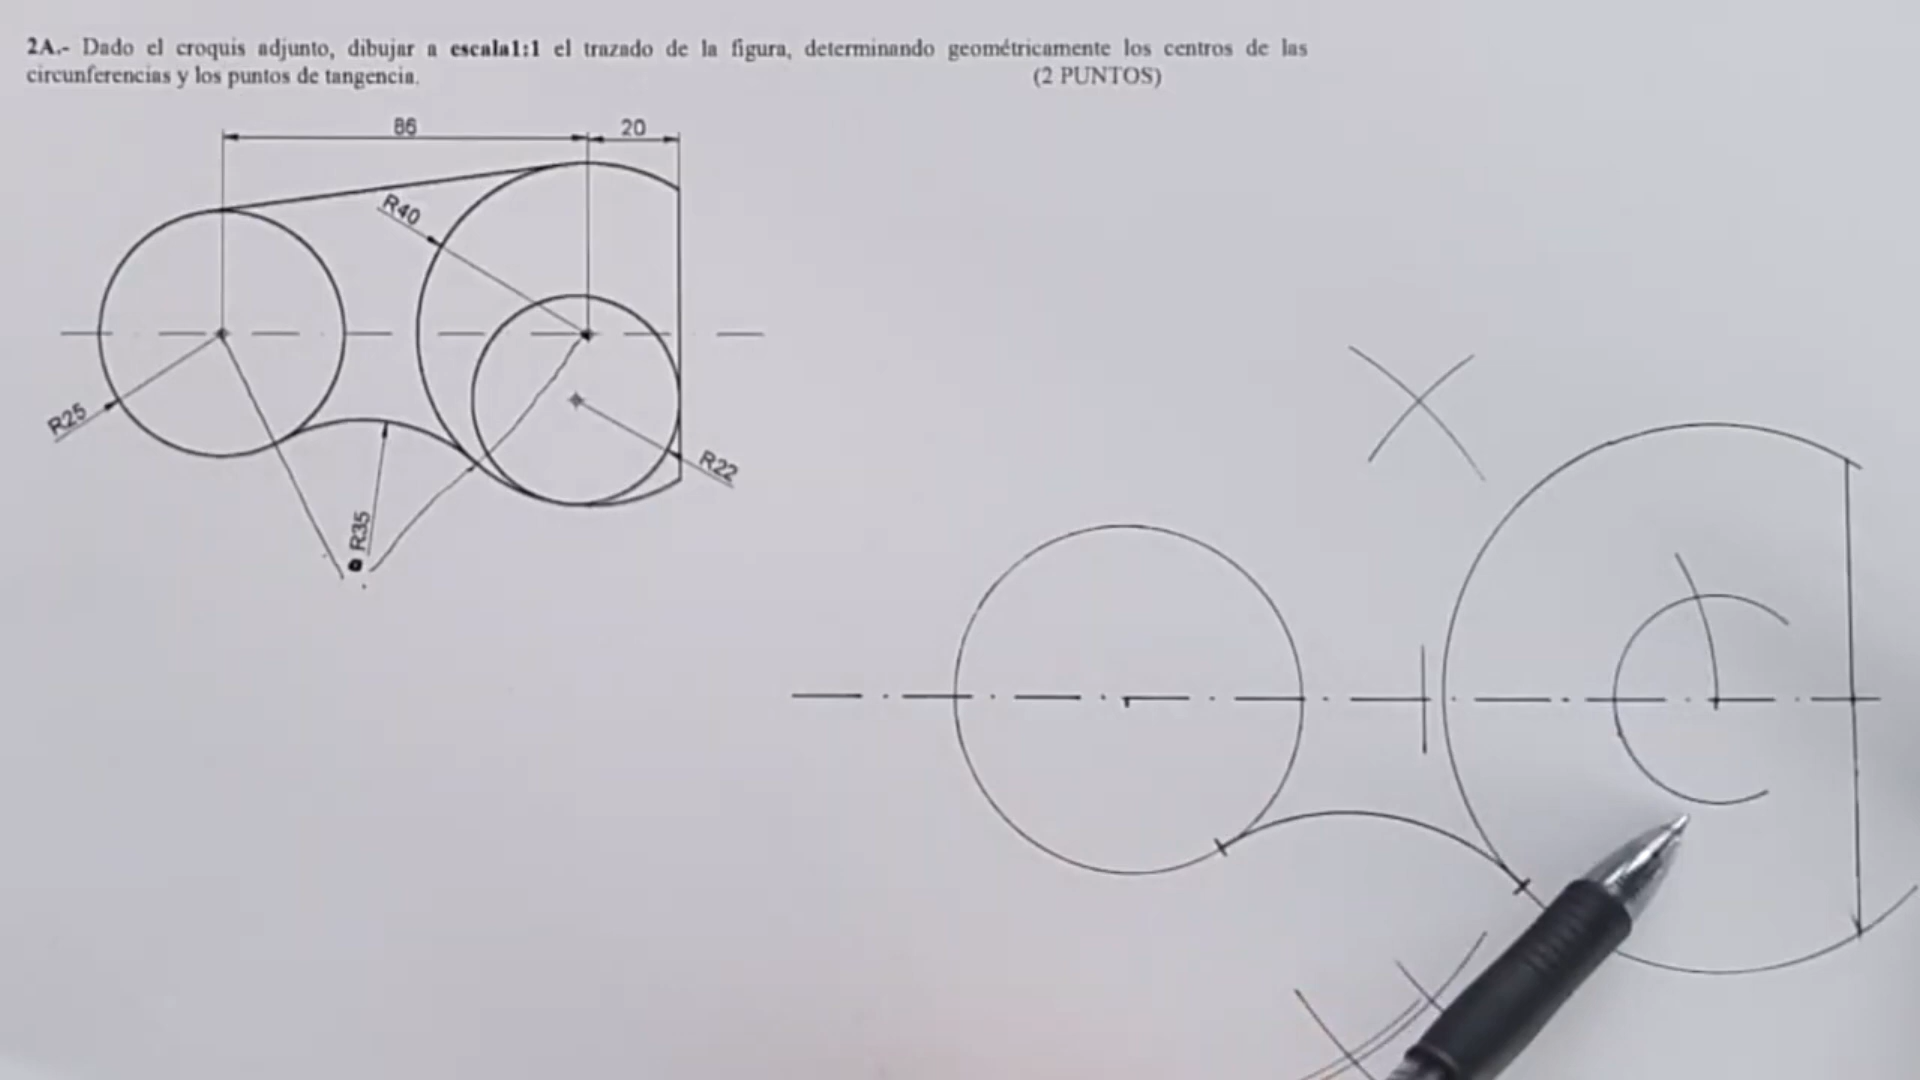 2A.- Dado el croquis adjunto, dibujar a escala1:1 el trazado de la figura, determinando geométricamente los centros de las
circunferencias y los puntos de tangencia. (2 PUNTOS)
86
20
R40
R25
R22
R35